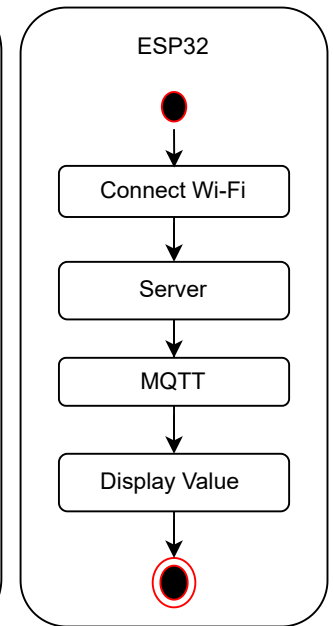 ESP32
Connect Wi-Fi
Server
MQTT
Display Value